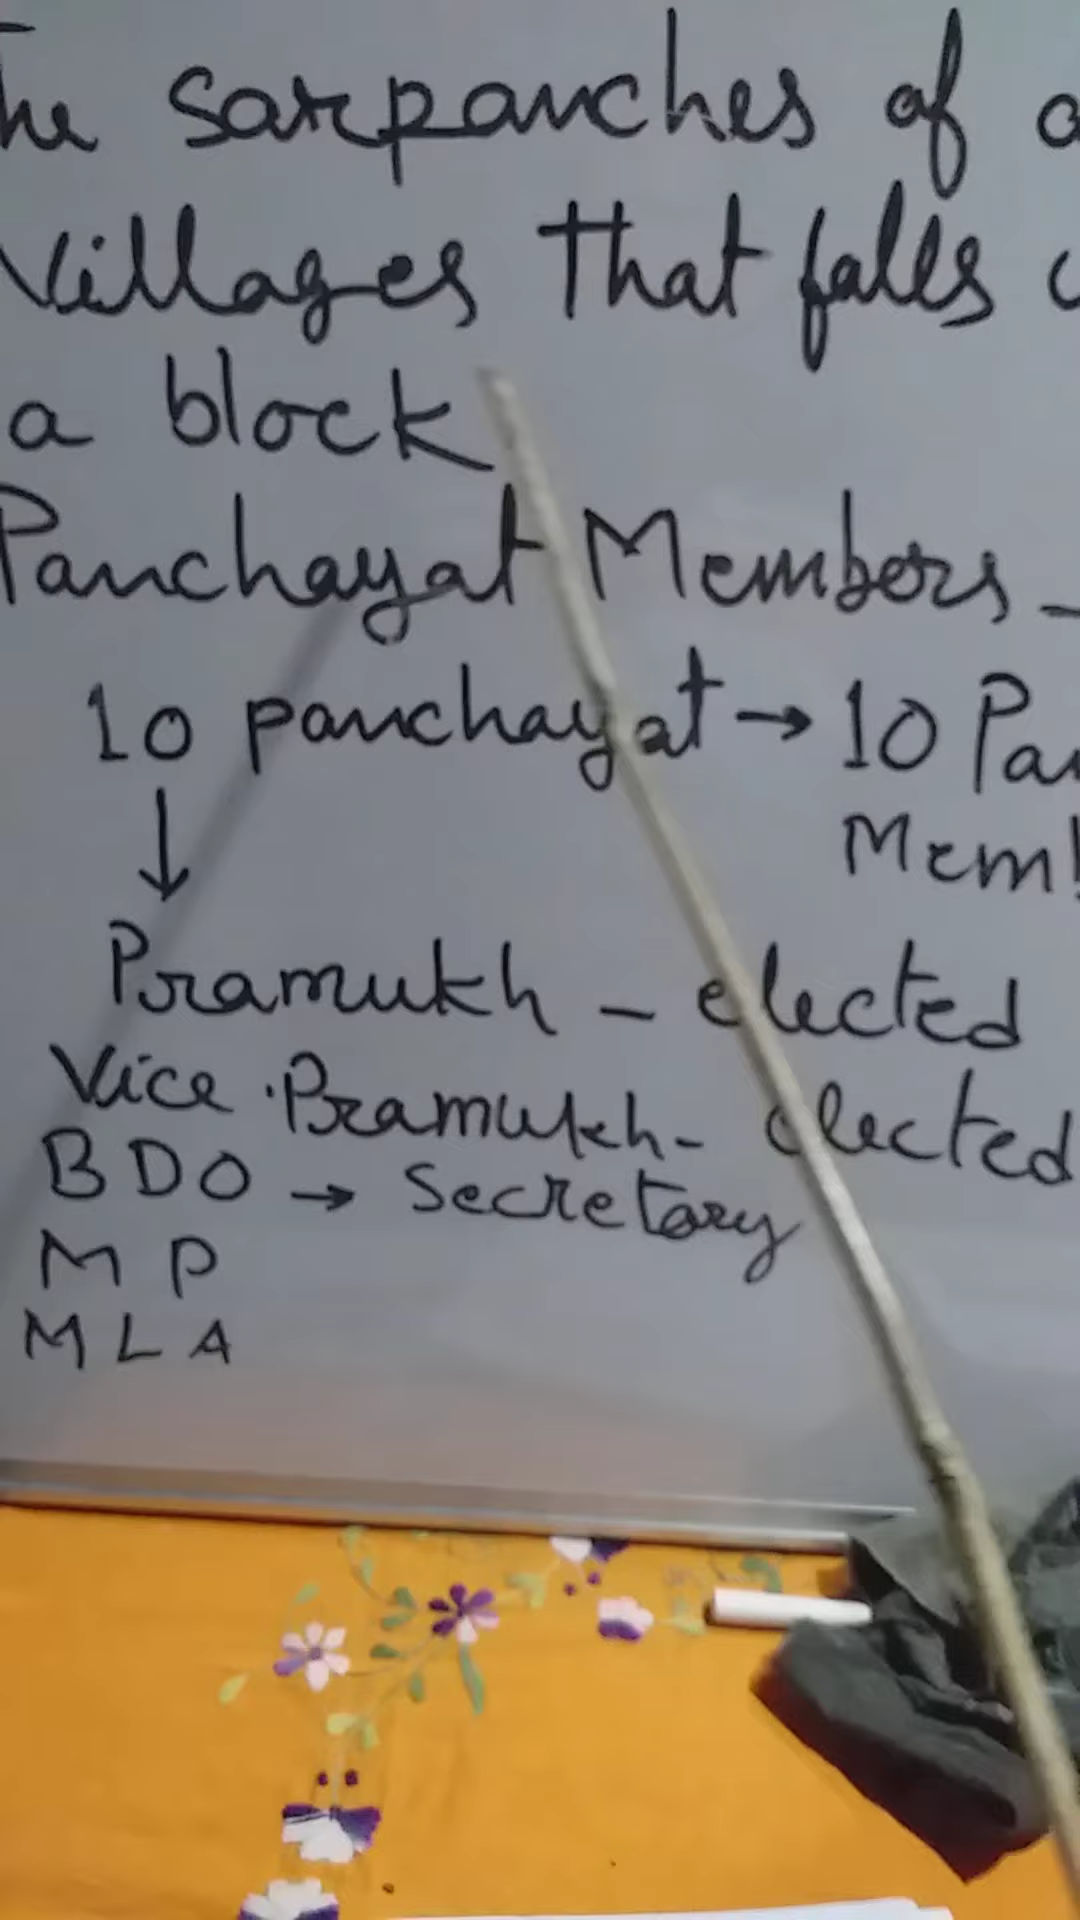 The sarpanches of
Villages that falls
a block
Panchayat Members -
10 panchayat → 10
↓
Pramukh - elected
Vice Pramukh - elected
BDO → Secretary
MP
MLA